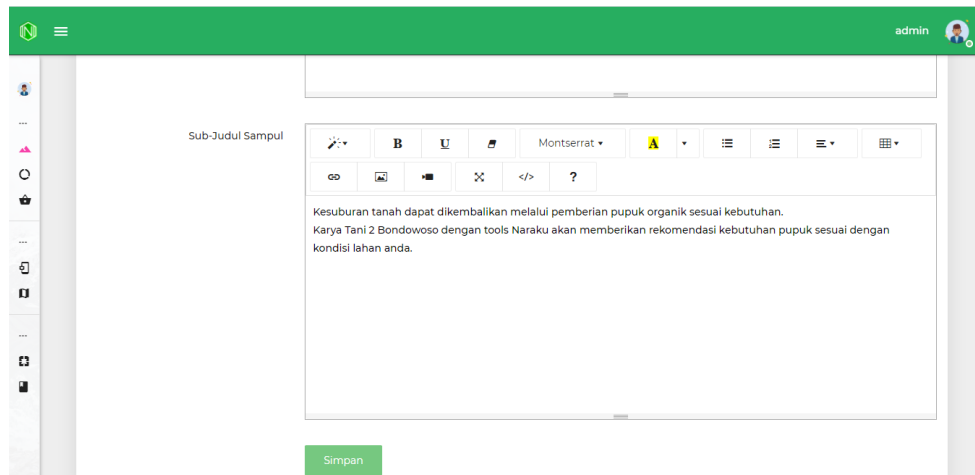 N
admin
Sub-Judul Sampul
B
U
Montserrat
A
</>
?
Kesuburan tanah dapat dikembalikan melalui pemberian pupuk organik sesuai kebutuhan.
Karya Tani 2 Bondowoso dengan tools Naraku akan memberikan rekomendasi kebutuhan pupuk sesuai dengan
kondisi lahan anda.
Simpan